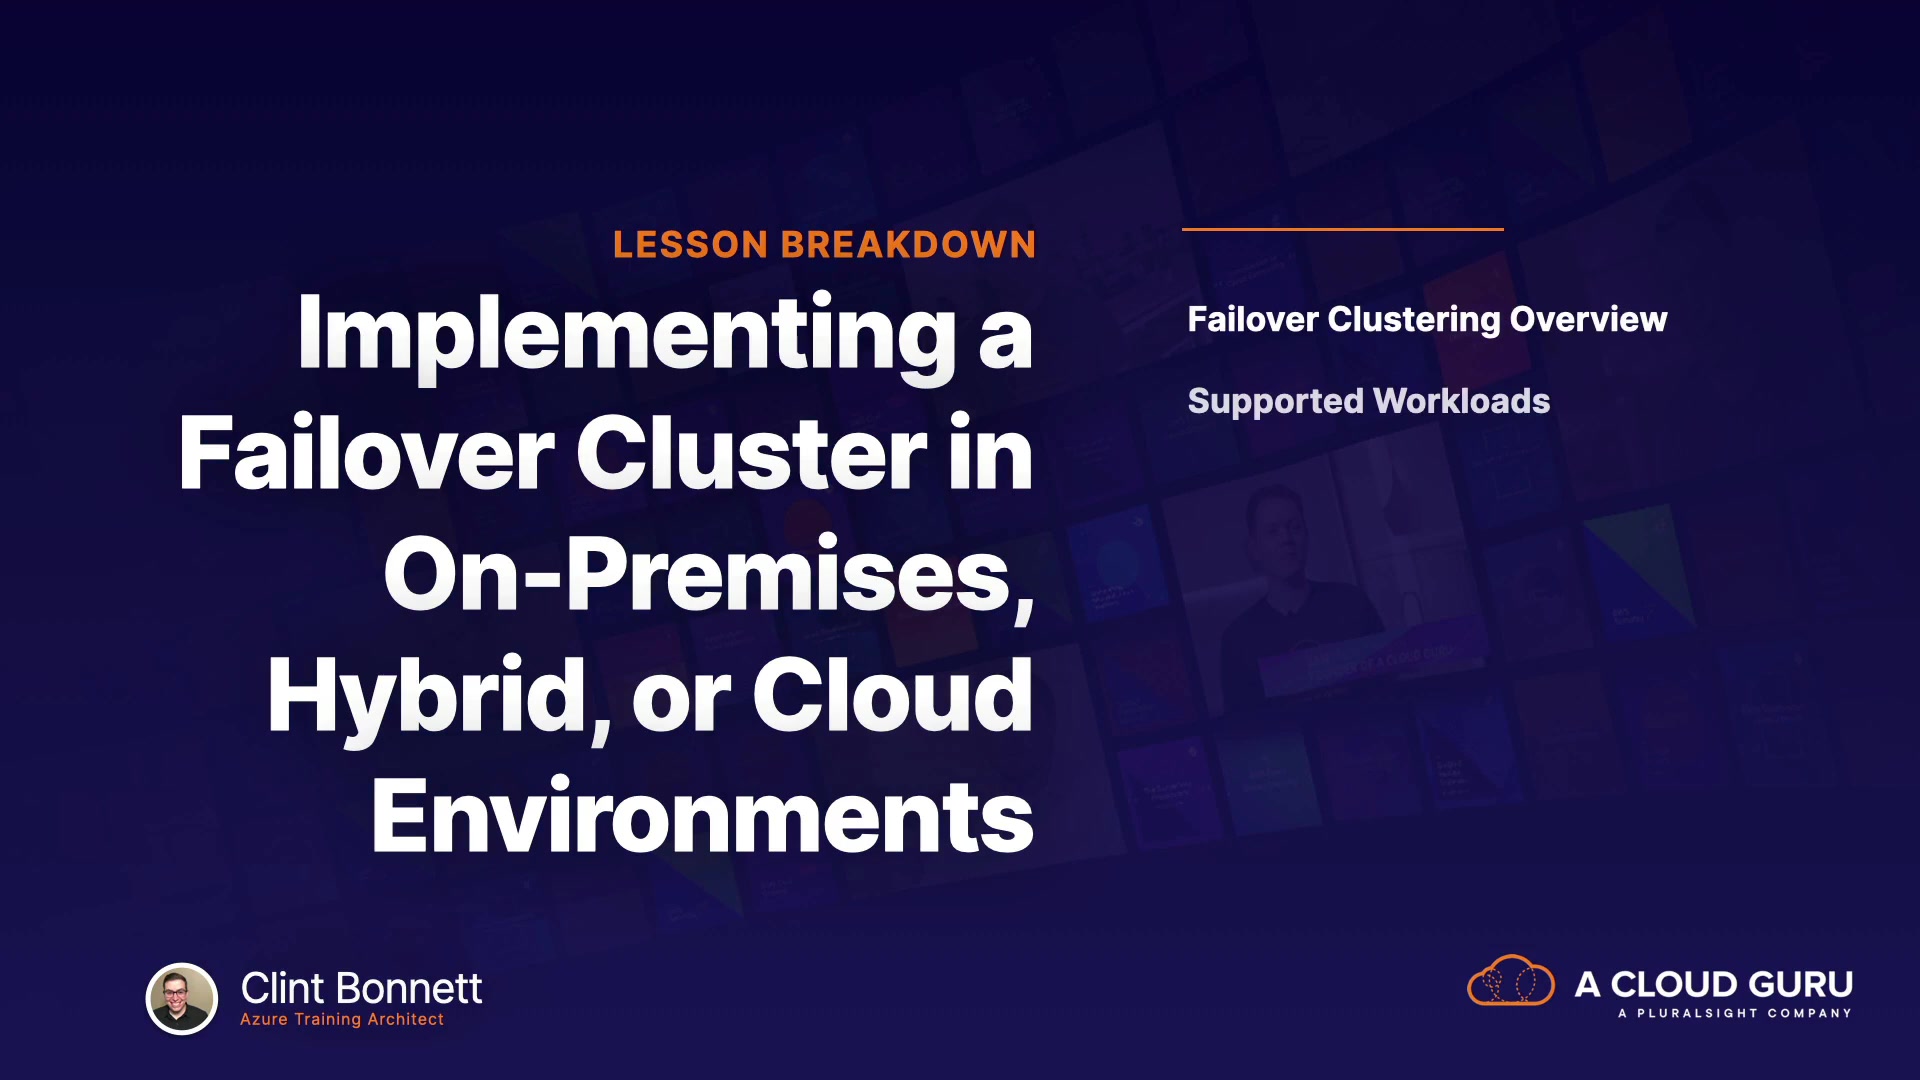 LESSON BREAKDOWN
Implementing a
Failover Cluster in
On-Premises,
Hybrid, or Cloud
Environments
Failover Clustering Overview
Supported Workloads
Clint Bonnett
Azure Training Architect
A CLOUD GURU
A PLURALSIGHT COMPANY